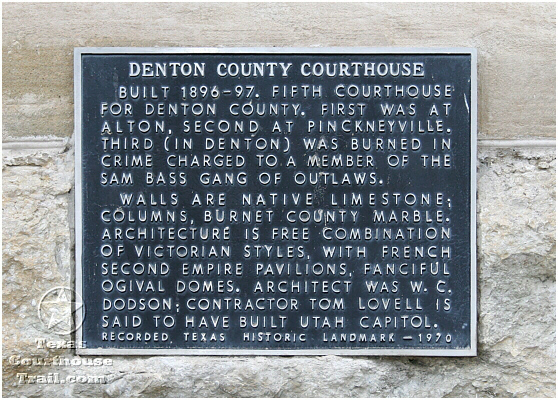 DENTON COUNTY COURTHOUSE
BUILT 1896-97. FIFTH COURTHOUSE
FOR DENTON COUNTY. FIRST WAS AT
ALTON, SECOND AT PINCKNEYVILLE.
THIRD (IN DENTON) WAS BURNED IN
CRIME CHARGED TO A MEMBER OF THE
SAM BASS GANG OF OUTLAWS.
WALLS ARE NATIVE LIMESTONE;
COLUMNS, BURNET COUNTY MARBLE.
ARCHITECTURE IS FREE COMBINATION
OF VICTORIAN STYLES, WITH FRENCH
SECOND EMPIRE PAVILIONS, FANCIFUL
OGIVAL DOMES. ARCHITECT WAS W. C.
DODSON; CONTRACTOR TOM LOVELL IS
SAID TO HAVE BUILT UTAH CAPITOL.
RECORDED TEXAS HISTORIC LANDMARK - 1970
Texas
Courthouse
Trail.com